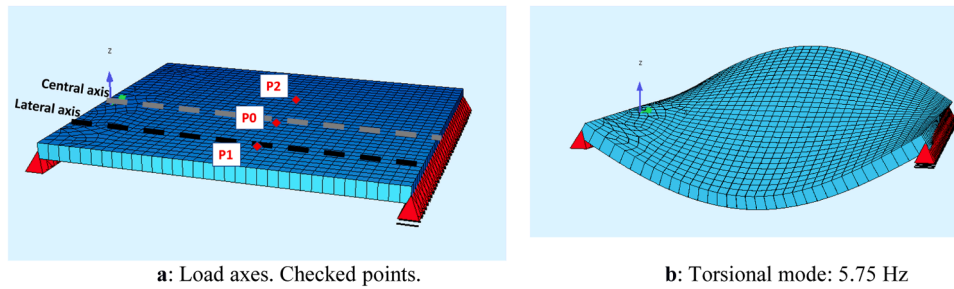 z
Central axis
Lateral axis
P2
P0
P1
z
a: Load axes. Checked points.
b: Torsional mode: 5.75 Hz